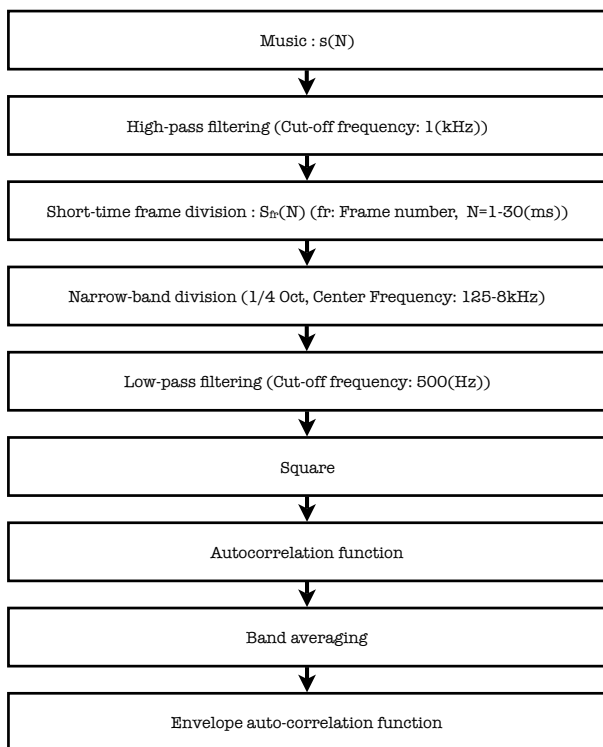 Music : s(N)
High-pass filtering (Cut-off frequency: 1(kHz))
Short-time frame division : Sfr(N) (fr: Frame number, N=1-30(ms))
Narrow-band division (1/4 Oct, Center Frequency: 125-8kHz)
Low-pass filtering (Cut-off frequency: 500(Hz))
Square
Autocorrelation function
Band averaging
Envelope auto-correlation function